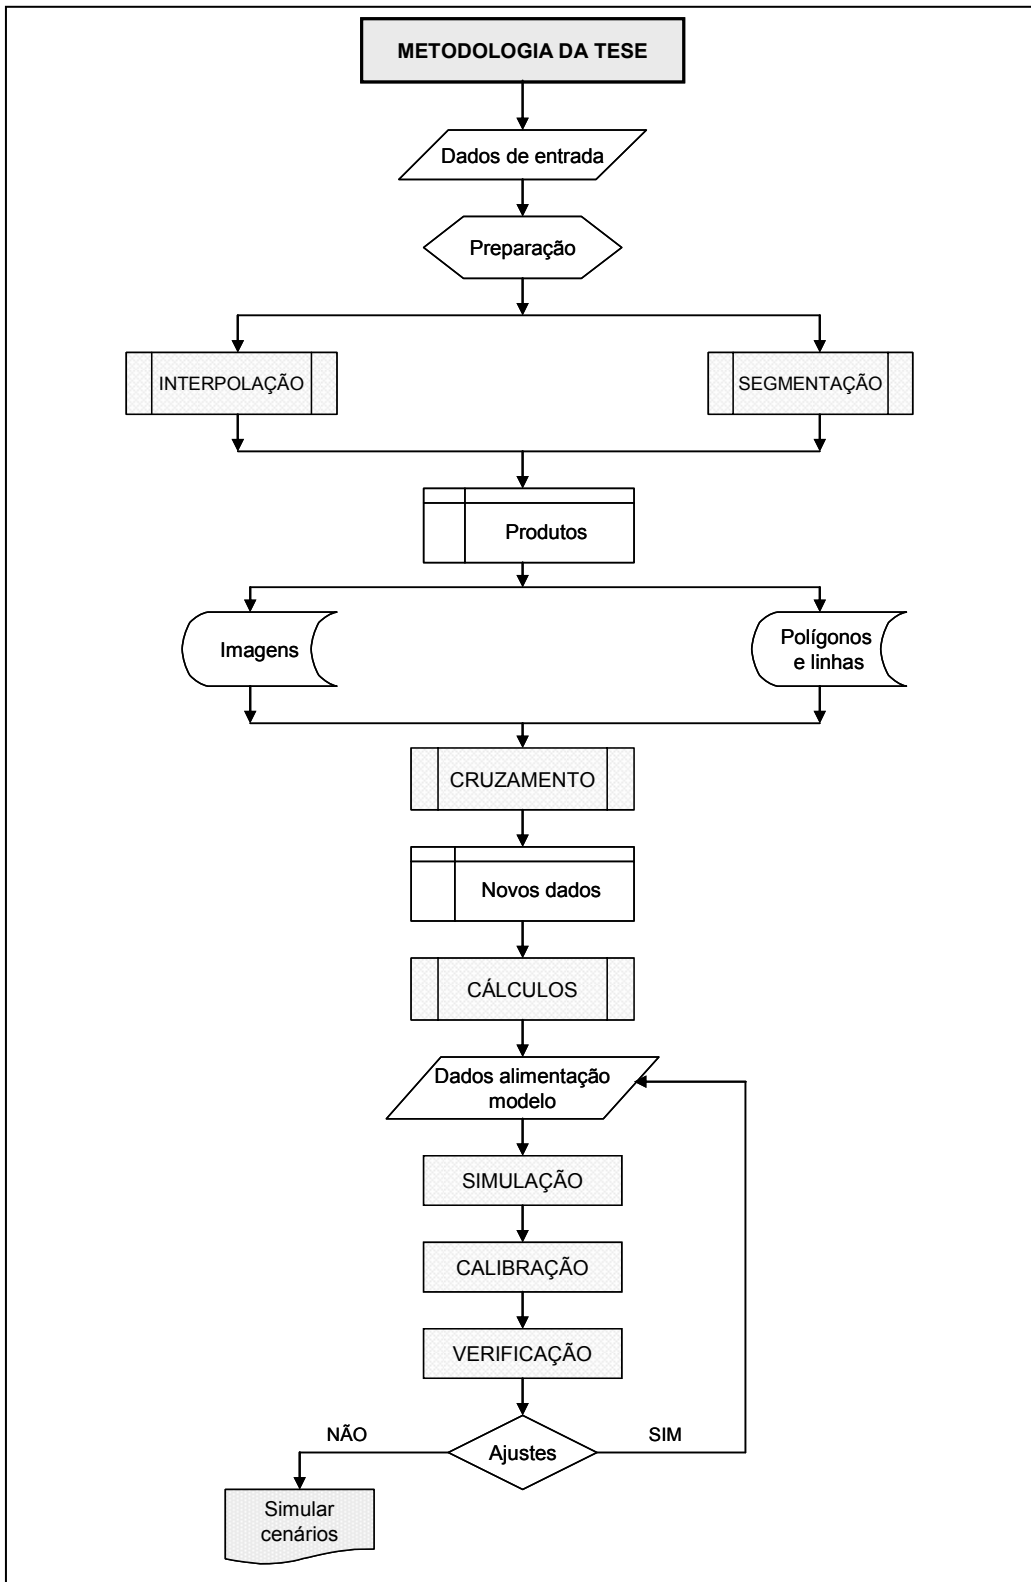 METODOLOGIA DA TESE
Dados de entrada
Preparação
INTERPOLAÇÃO
SEGMENTAÇÃO
Produtos
Imagens
Polígonos
e linhas
CRUZAMENTO
Novos dados
CÁLCULOS
Dados alimentação
modelo
SIMULAÇÃO
CALIBRAÇÃO
VERIFICAÇÃO
NÃO
Ajustes
SIM
Simular
cenários